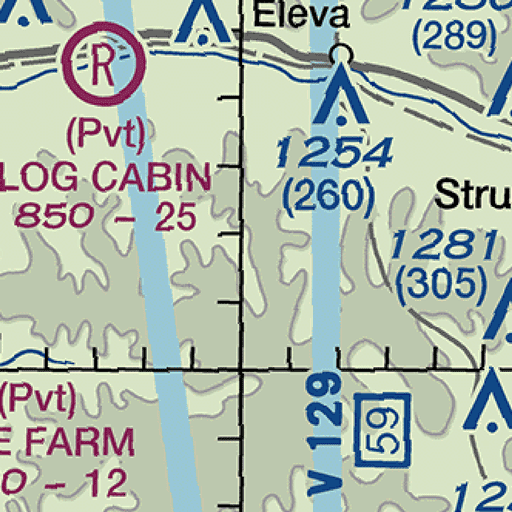 Eleva
(289)
R
(Pvt)
LOG CABIN
850 - 25
1254
(260)
Stru
1281
(305)
(Pvt)
E FARM
0 - 12
V 129
59